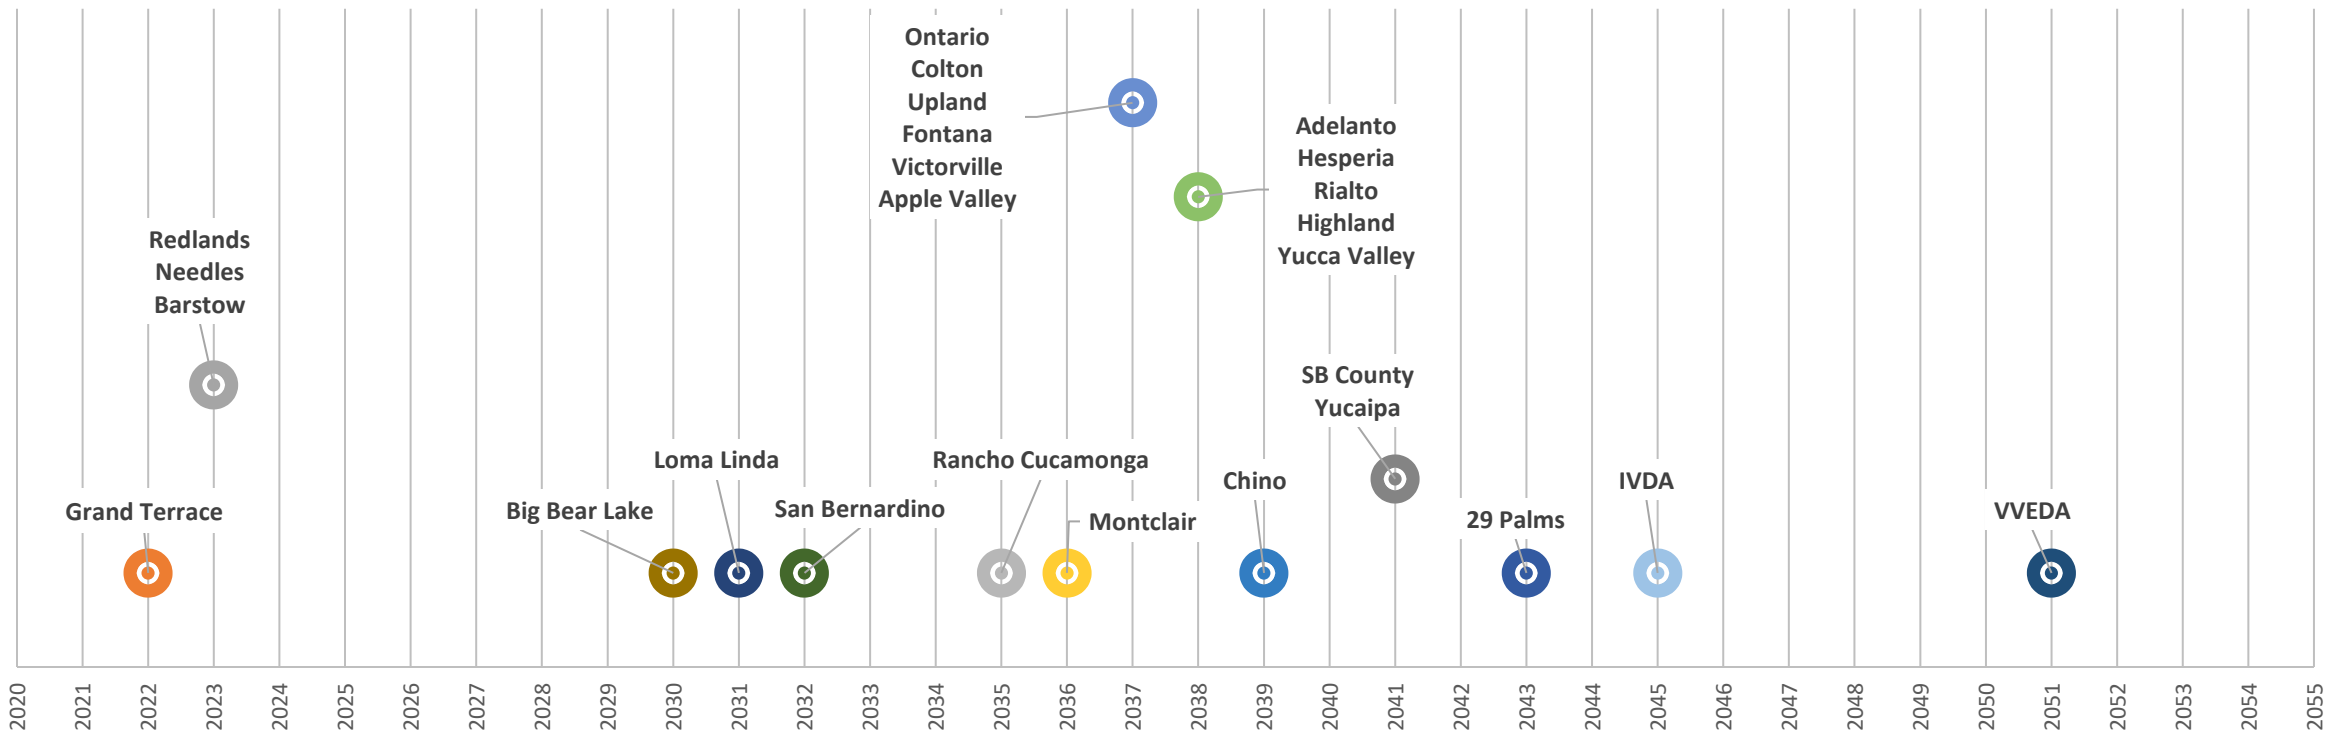 Ontario
Colton
Upland
Fontana
Victorville
Apple Valley
Adelanto
Hesperia
Rialto
Highland
Yucca Valley
Redlands
Needles
Barstow
SB County
Yucaipa
Loma Linda
Rancho Cucamonga
Chino
IVDA
Grand Terrace
Big Bear Lake
San Bernardino
Montclair
29 Palms
VVEDA
2020
2021
2022
2023
2024
2025
2026
2027
2028
2029
2030
2031
2032
2033
2034
2035
2036
2037
2038
2039
2040
2041
2042
2043
2044
2045
2046
2047
2048
2049
2050
2051
2052
2053
2054
2055